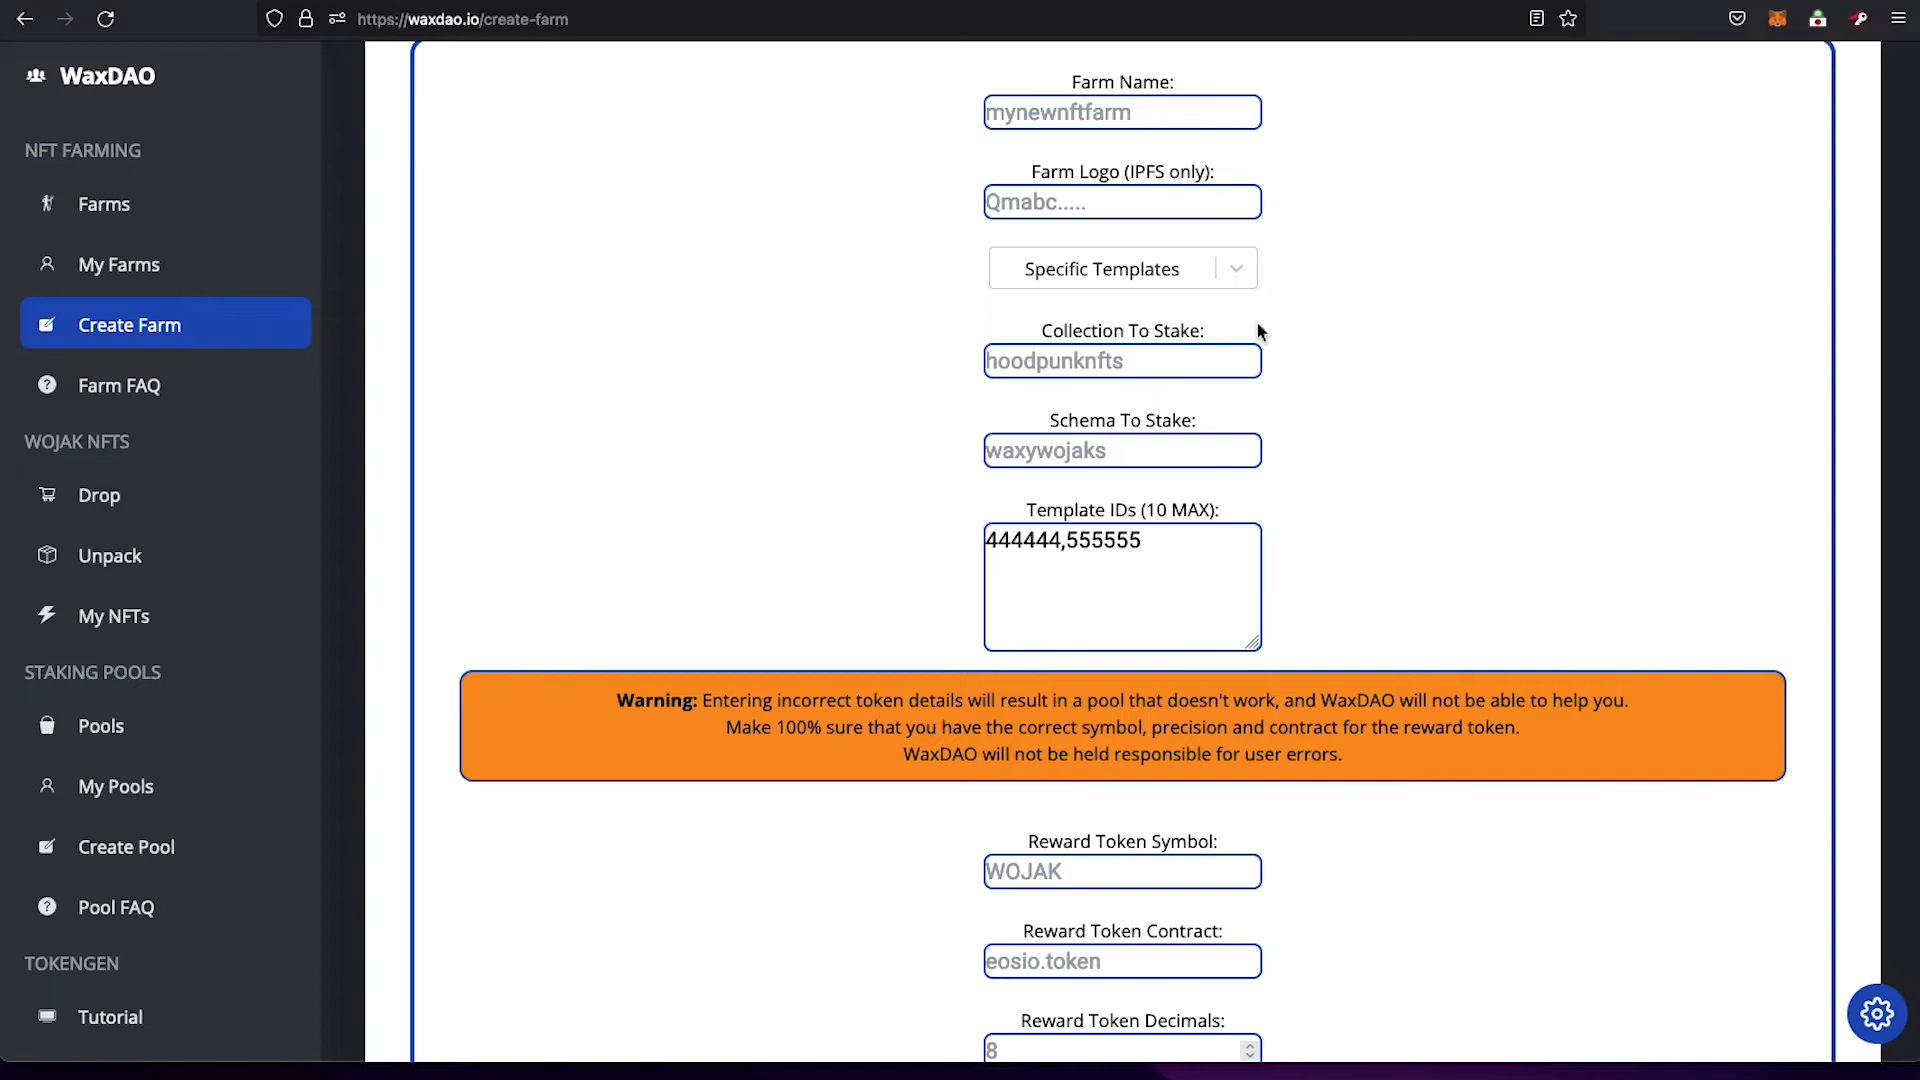 https://waxdao.io/create-farm
WaxDAO
NFT FARMING
Farms
My Farms
Create Farm
Farm FAQ
WOJAK NFTS
Drop
Unpack
My NFTs
STAKING POOLS
Pools
My Pools
Create Pool
Pool FAQ
TOKENGEN
Tutorial
Farm Name:
mynewnftfarm
Farm Logo (IPFS only):
Qmabc.....
Specific Templates
Collection To Stake:
hoodpunknfts
Schema To Stake:
waxywojaks
Template IDs (10 MAX):
444444,555555
Warning: Entering incorrect token details will result in a pool that doesn't work, and WaxDAO will not be able to help you.
Make 100% sure that you have the correct symbol, precision and contract for the reward token.
WaxDAO will not be held responsible for user errors.
Reward Token Symbol:
WOJAK
Reward Token Contract:
eosio.token
Reward Token Decimals:
8